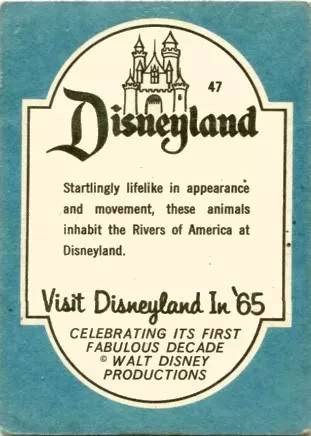 47
Disneyland
Startlingly lifelike in appearance
and movement, these animals
inhabit the Rivers of America at
Disneyland.
Visit Disneyland In '65
CELEBRATING ITS FIRST
FABULOUS DECADE
© WALT DISNEY
PRODUCTIONS